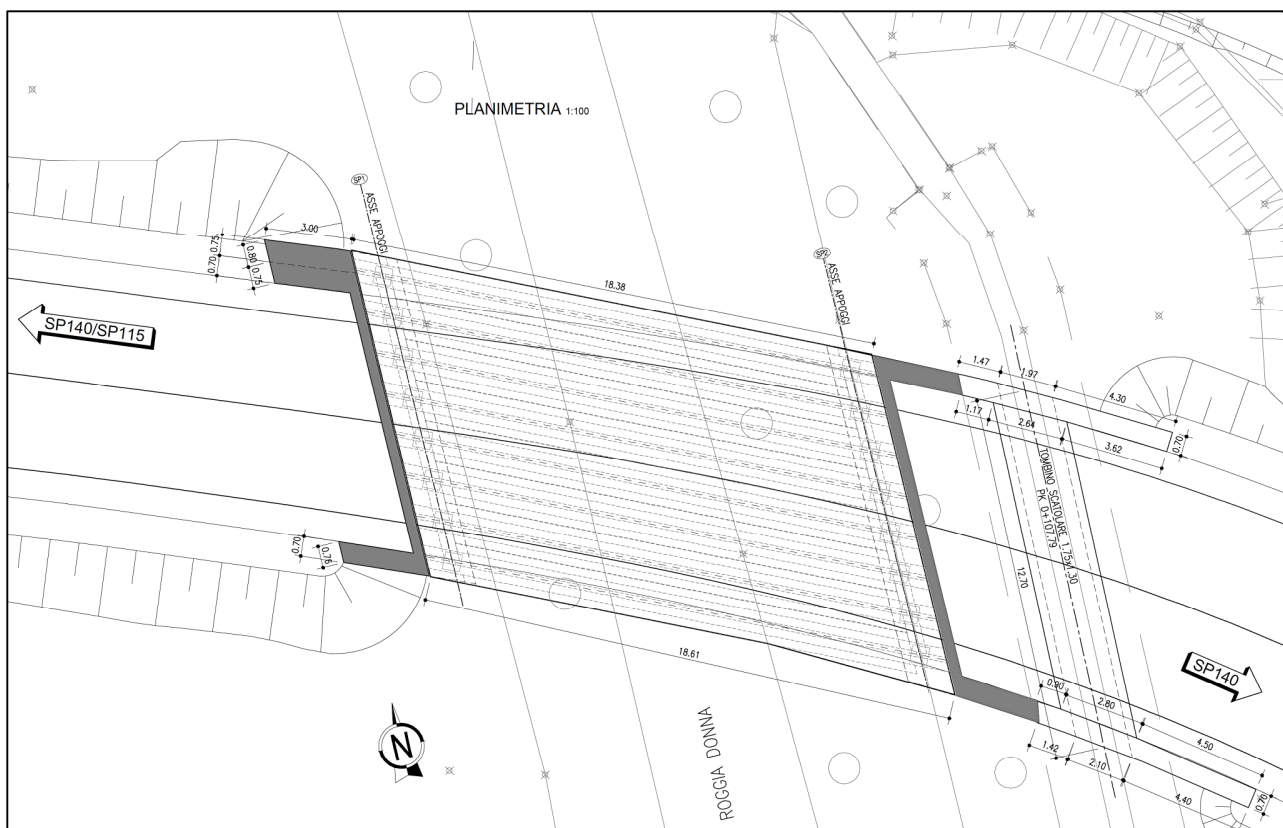 PLANIMETRIA 1:100
SP1
ASSE APPOGGI
3.00
0.75
0.70
0.80
0.75
18.38
SP2
ASSE APPOGGI
SP140/SP115
1.47
1.97
4.30
1.17
2.64
3.62
0.70
TOMBINO SCATOLARE 1.75x1.30
PK 0+107.79
12.70
0.70
0.76
18.61
SP140
0.90
2.80
4.50
1.42
2.10
4.40
0.70
N
ROGGIA DONNA